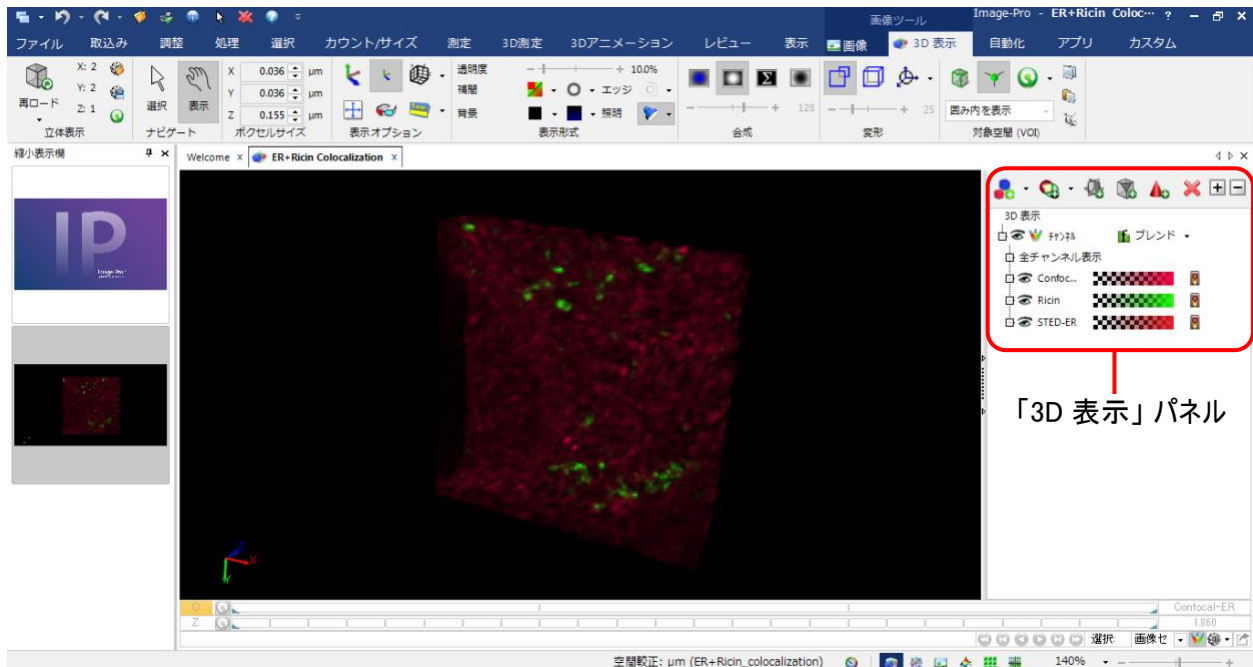 画像ツール
Image-Pro - ER+Ricin Coloc… ?
ファイル 取込み 調整 処理 選択 カウント/サイズ 測定 3D測定 3Dアニメーション レビュー 表示 画像 3D 表示 自動化 アプリ カスタム
X: 2
Y: 2
Z: 1
再ロード
立体表示
選択 表示
ナビゲート
X 0.036 µm
Y 0.036 µm
Z 0.155 µm
ボクセルサイズ
表示オプション
透明度 - + 10.0%
補間 エッジ
背景 照明
表示形式
- + 128
合成
- + 25
変形
囲み内を表示
対象空間 (VOI)
縮小表示欄
Welcome x ER+Ricin Colocalization x
IP
Image-Pro
3D 表示
チャンネル ブレンド
全チャンネル表示
Confoc...
Ricin
STED-ER
「3D 表示」パネル
Z
X
Y
C:
Confocal-ER
Z:
1.860
選択: 画像セ
空間較正: µm (ER+Ricin_colocalization) 140% - +